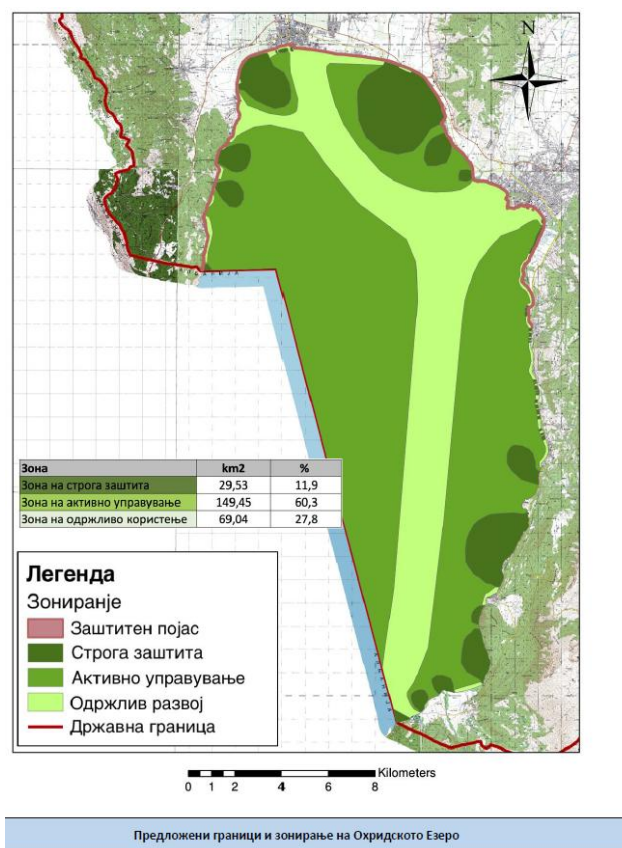 N
Зона km2 %
Зона на строга заштита 29,53 11,9
Зона на активно управување 149,45 60,3
Зона на одржливо користење 69,04 27,8
Легенда
Зонирање
Заштитен појас
Строга заштита
Активно управување
Одржлив развој
Државна граница
Kilometers
0 1 2 4 6 8
Предложени граници и зонирање на Охридското Езеро